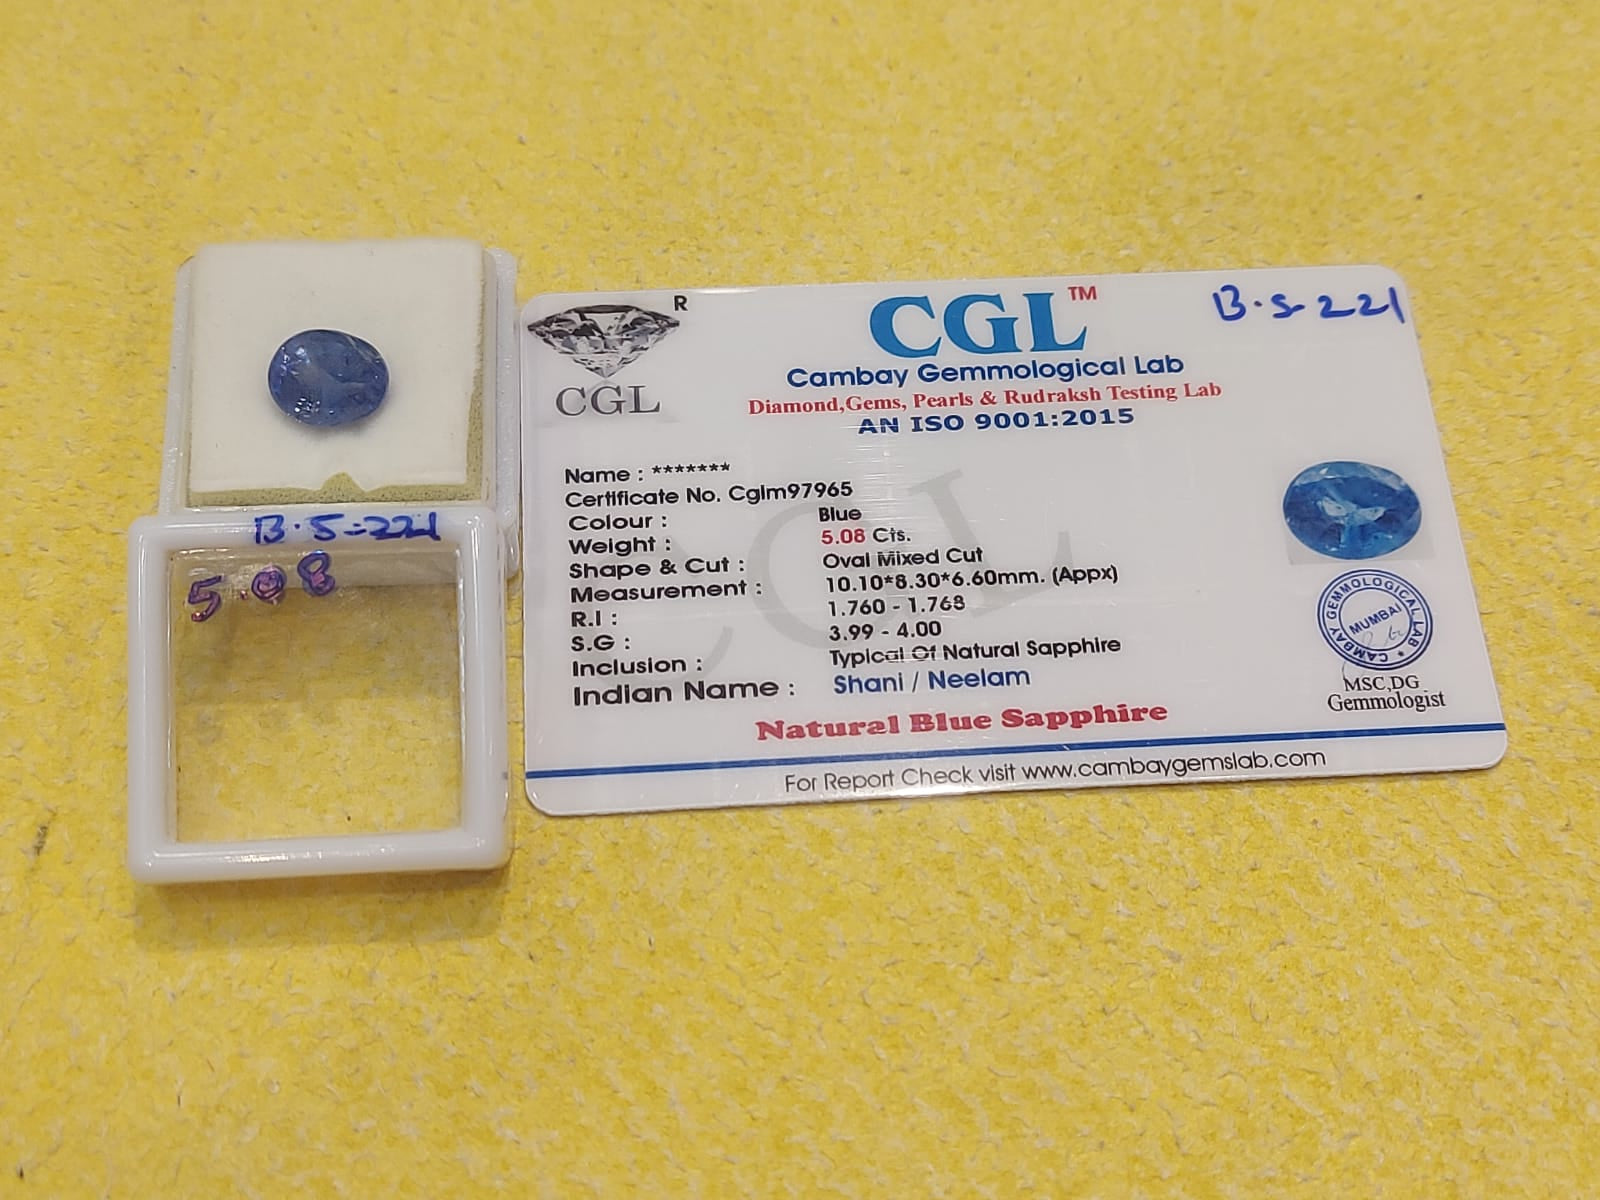 B.S-221
5.08
R
CGL
CGL™
B.S-221
Cambay Gemmological Lab
Diamond,Gems, Pearls & Rudraksh Testing Lab
AN ISO 9001:2015
Name : *******
Certificate No. Cglm97965
Colour : Blue
Weight : 5.08 Cts.
Shape & Cut : Oval Mixed Cut
Measurement : 10.10*8.30*6.60mm. (Appx)
R.I : 1.760 - 1.768
S.G : 3.99 - 4.00
Inclusion : Typical Of Natural Sapphire
Indian Name : Shani / Neelam
Natural Blue Sapphire
CAMBAY GEMMOLOGICAL LAB
MUMBAI
MSC,DG
Gemmologist
For Report Check visit www.cambaygemslab.com
CGL